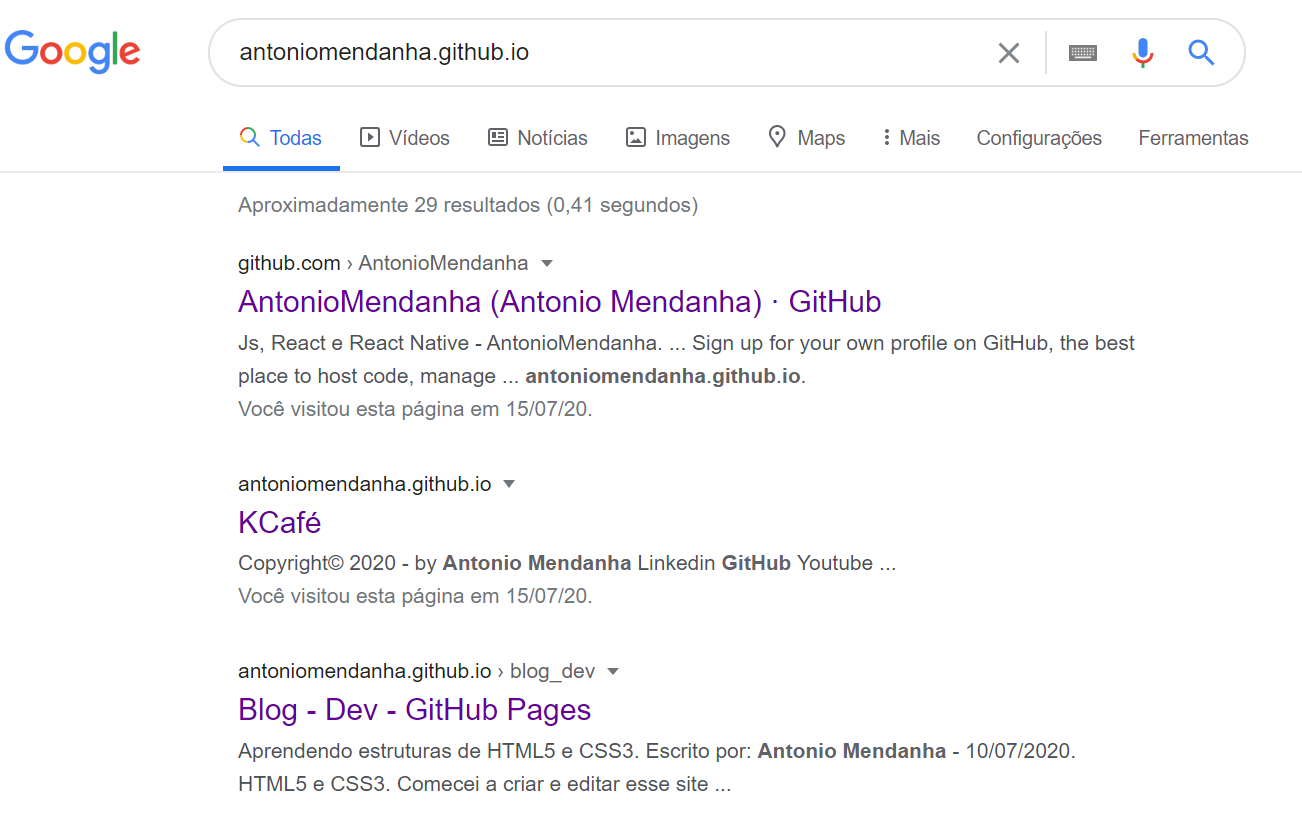 Google
antoniomendanha.github.io
Todas Vídeos Notícias Imagens Maps Mais Configurações Ferramentas
Aproximadamente 29 resultados (0,41 segundos)
github.com › AntonioMendanha
AntonioMendanha (Antonio Mendanha) · GitHub
Js, React e React Native - AntonioMendanha. ... Sign up for your own profile on GitHub, the best
place to host code, manage ... antoniomendanha.github.io.
Você visitou esta página em 15/07/20.
antoniomendanha.github.io
KCafé
Copyright© 2020 - by Antonio Mendanha Linkedin GitHub Youtube ...
Você visitou esta página em 15/07/20.
antoniomendanha.github.io › blog_dev
Blog - Dev - GitHub Pages
Aprendendo estruturas de HTML5 e CSS3. Escrito por: Antonio Mendanha - 10/07/2020.
HTML5 e CSS3. Comecei a criar e editar esse site ...